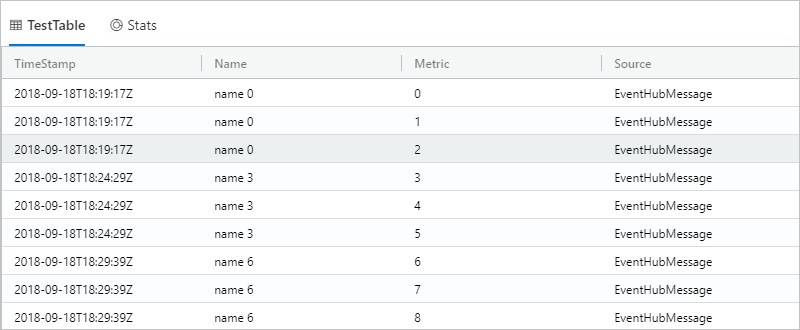 TestTable Stats
TimeStamp Name Metric Source
2018-09-18T18:19:17Z name 0 0 EventHubMessage
2018-09-18T18:19:17Z name 0 1 EventHubMessage
2018-09-18T18:19:17Z name 0 2 EventHubMessage
2018-09-18T18:24:29Z name 3 3 EventHubMessage
2018-09-18T18:24:29Z name 3 4 EventHubMessage
2018-09-18T18:24:29Z name 3 5 EventHubMessage
2018-09-18T18:29:39Z name 6 6 EventHubMessage
2018-09-18T18:29:39Z name 6 7 EventHubMessage
2018-09-18T18:29:39Z name 6 8 EventHubMessage